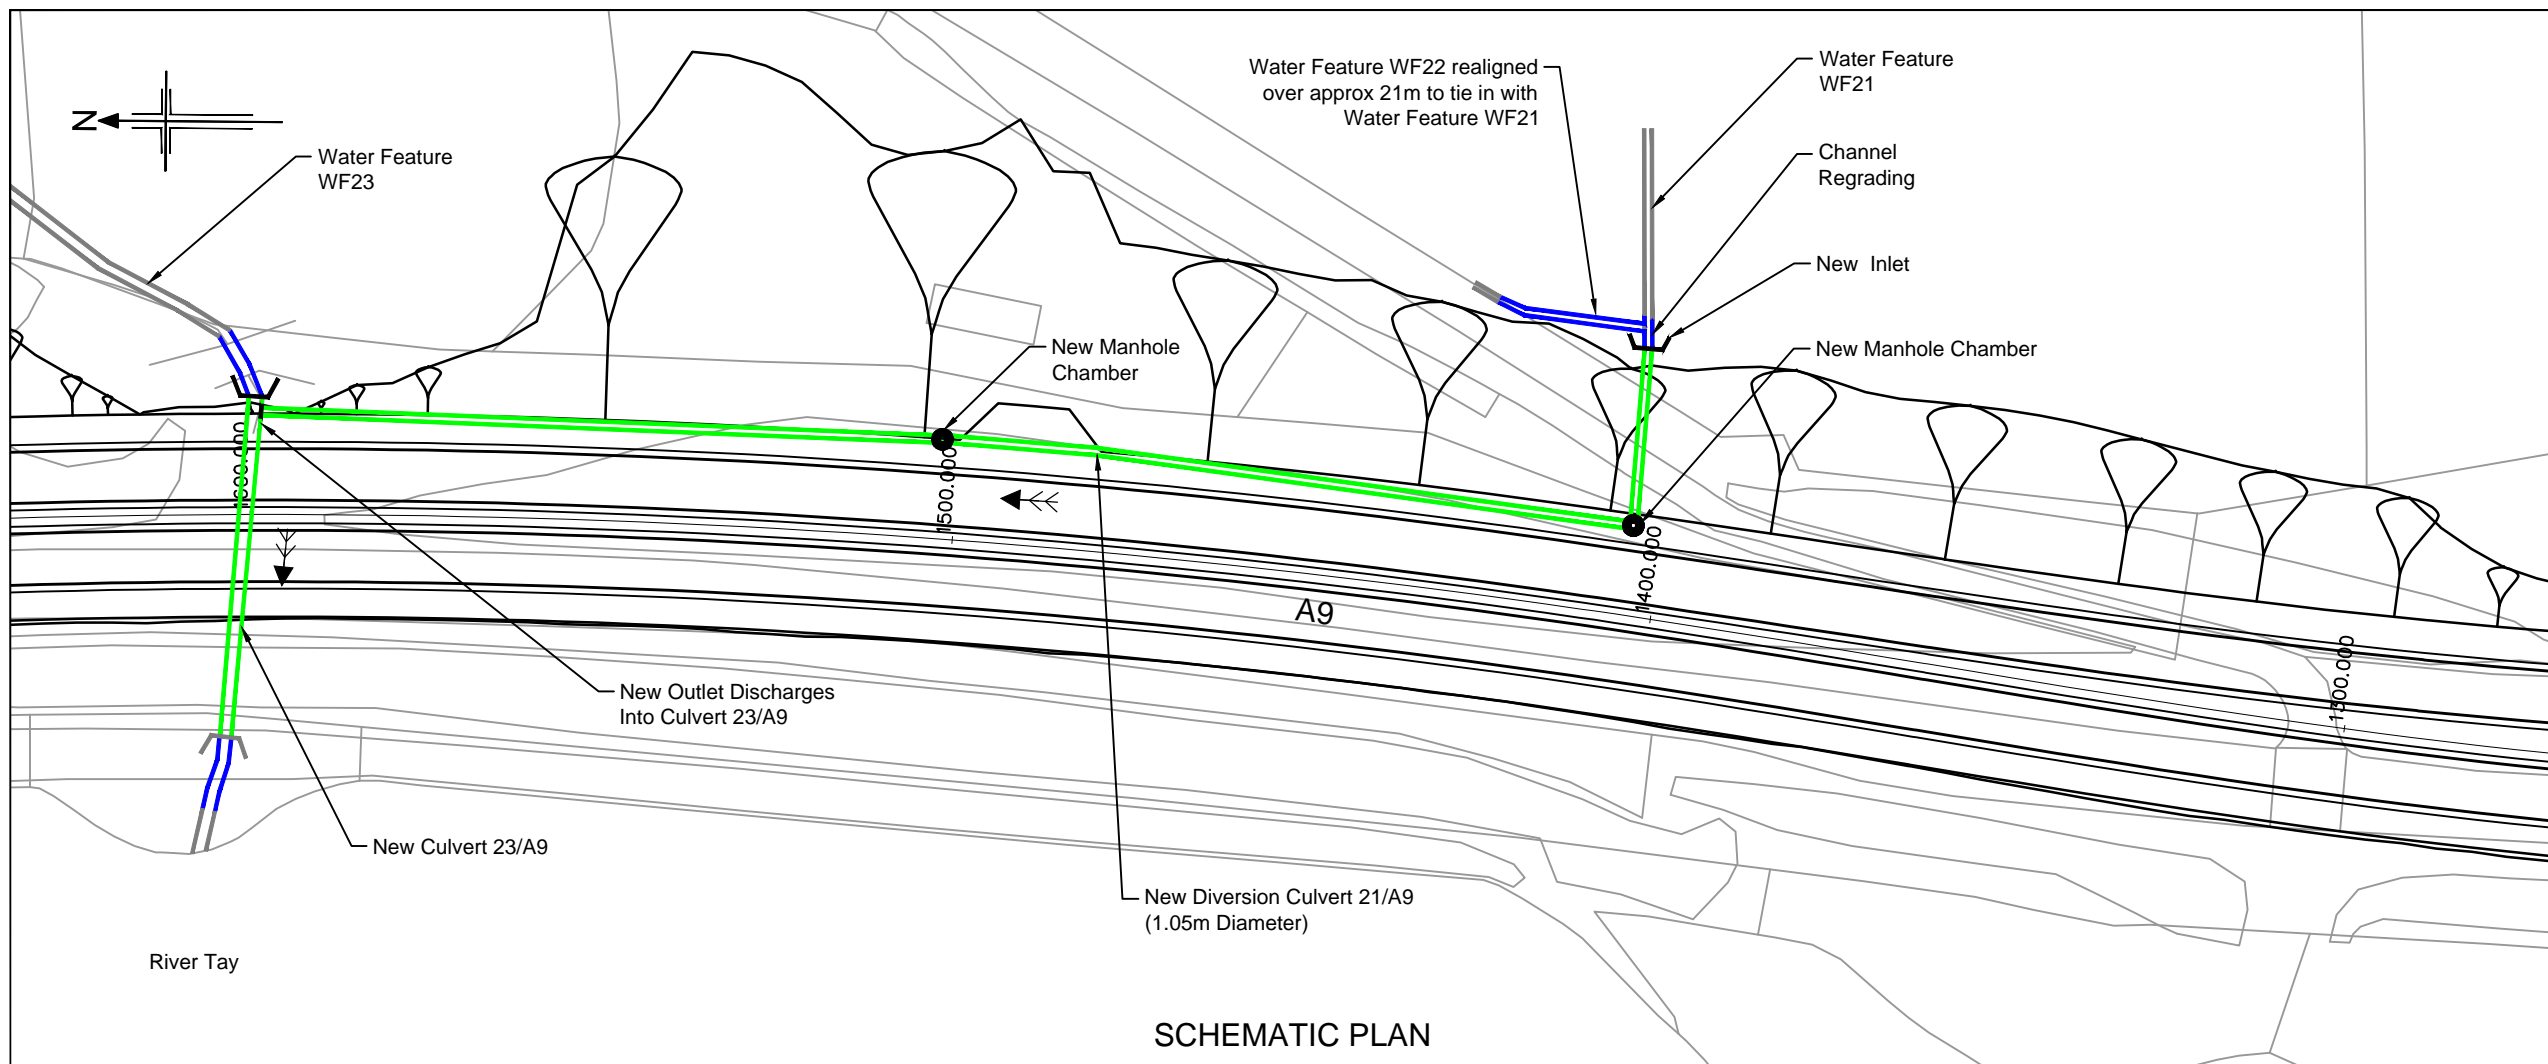 Water Feature WF22 realigned
over approx 21m to tie in with
Water Feature WF21
Water Feature
WF21
N
Water Feature
WF23
Channel
Regrading
New Inlet
New Manhole
Chamber
New Manhole Chamber
1600.000
1500.000
1400.000
A9
1300.000
New Outlet Discharges
Into Culvert 23/A9
New Culvert 23/A9
New Diversion Culvert 21/A9
(1.05m Diameter)
River Tay
SCHEMATIC PLAN